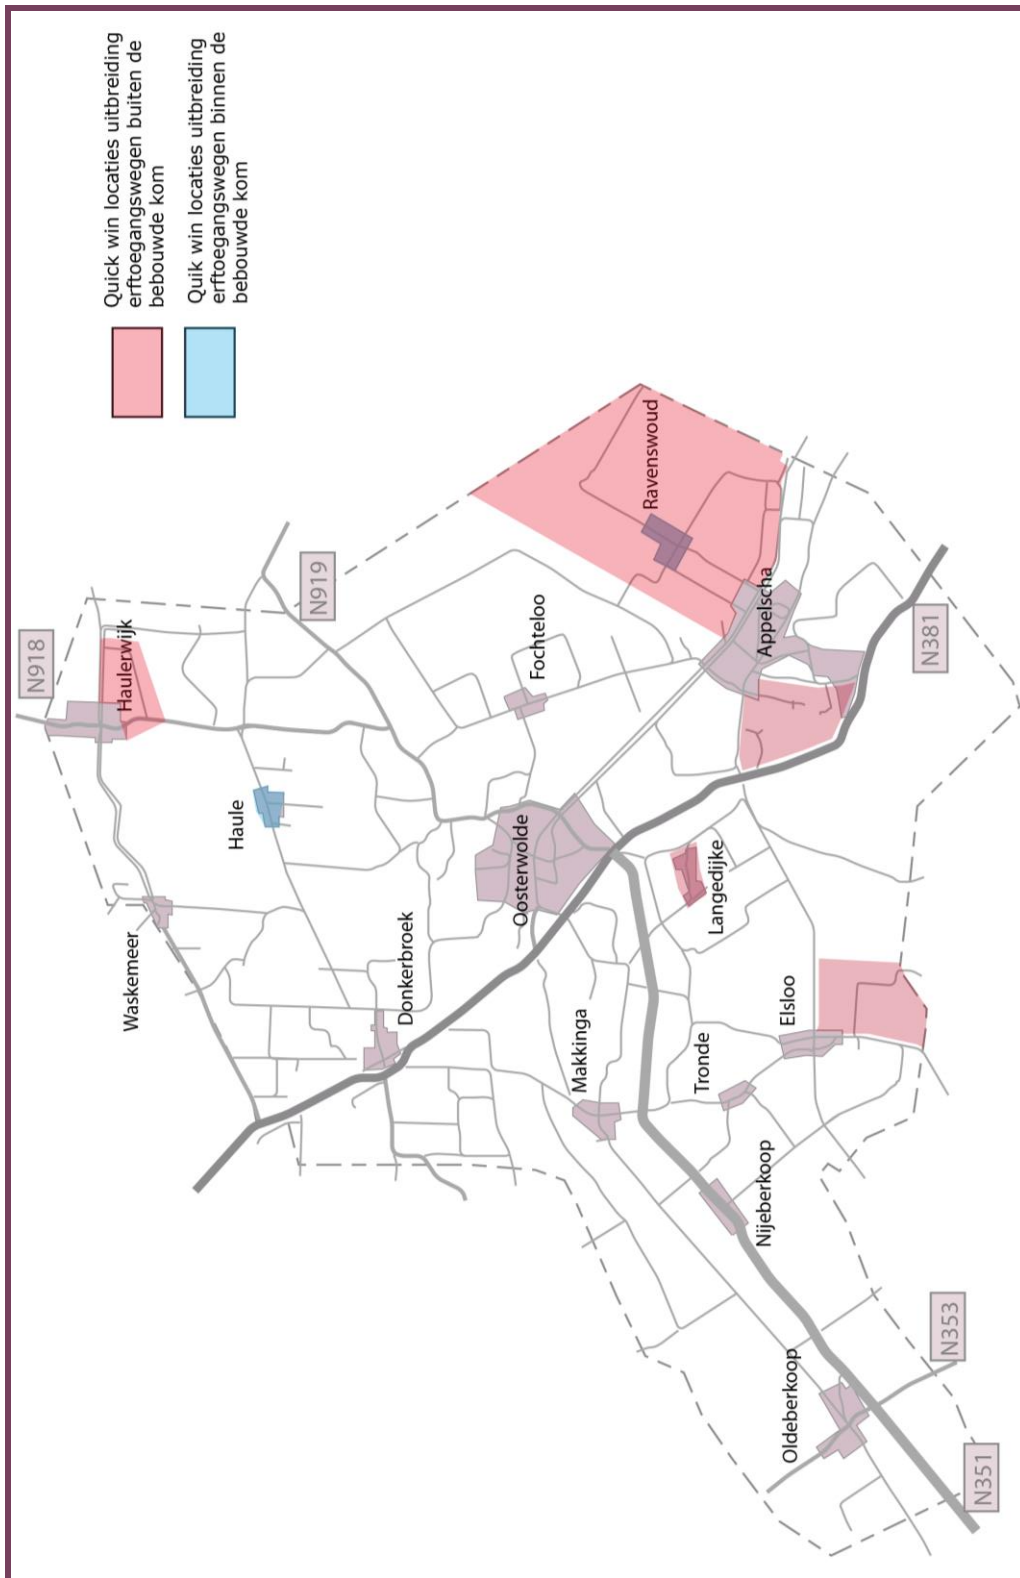 Quick win locaties uitbreiding
erftoegangswegen buiten de
bebouwde kom
Quik win locaties uitbreiding
erftoegangswegen binnen de
bebouwde kom
N918
Haulerwijk
N919
Haule
Waskemeer
Donkerbroek
Fochteloo
Ravenswoud
Appelscha
N381
Oosterwolde
Langedijke
Makkinga
Tronde
Elsloo
Nijeberkoop
Oldeberkoop
N353
N351